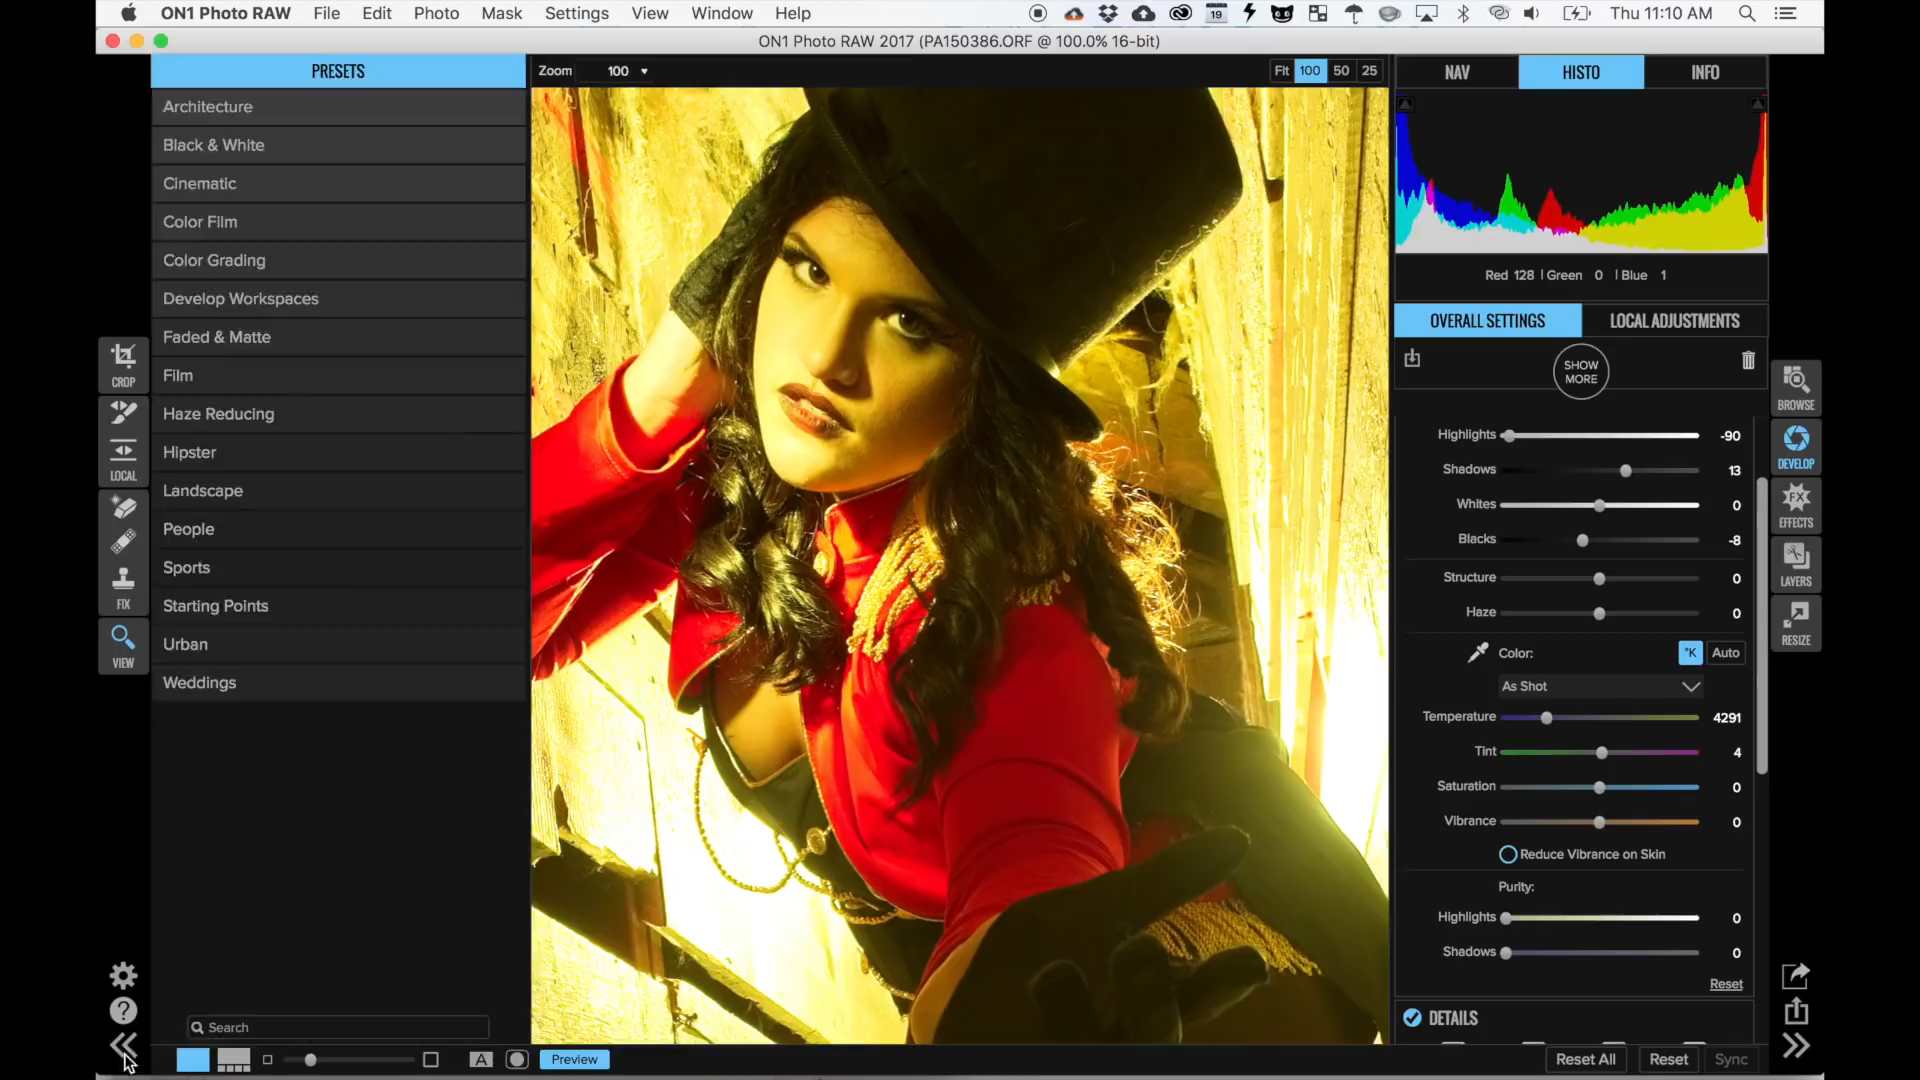 ON1 Photo RAW File Edit Photo Mask Settings View Window Help 19 Thu 11:10 AM
ON1 Photo RAW 2017 (PA150386.ORF @ 100.0% 16-bit)
PRESETS
Architecture
Black & White
Cinematic
Color Film
Color Grading
Develop Workspaces
Faded & Matte
Film
Haze Reducing
Hipster
Landscape
People
Sports
Starting Points
Urban
Weddings
Search
CROP
LOCAL
FIX
VIEW
Zoom 100 Fit 100 50 25
A Preview
NAV HISTO INFO
Red 128 | Green 0 | Blue 1
OVERALL SETTINGS LOCAL ADJUSTMENTS
SHOW
MORE
Highlights -90
Shadows 13
Whites 0
Blacks -8
Structure 0
Haze 0
Color: °K Auto
As Shot
Temperature 4291
Tint 4
Saturation 0
Vibrance 0
Reduce Vibrance on Skin
Purity:
Highlights 0
Shadows 0
Reset
DETAILS
Reset All Reset Sync
BROWSE
DEVELOP
FX
EFFECTS
LAYERS
RESIZE